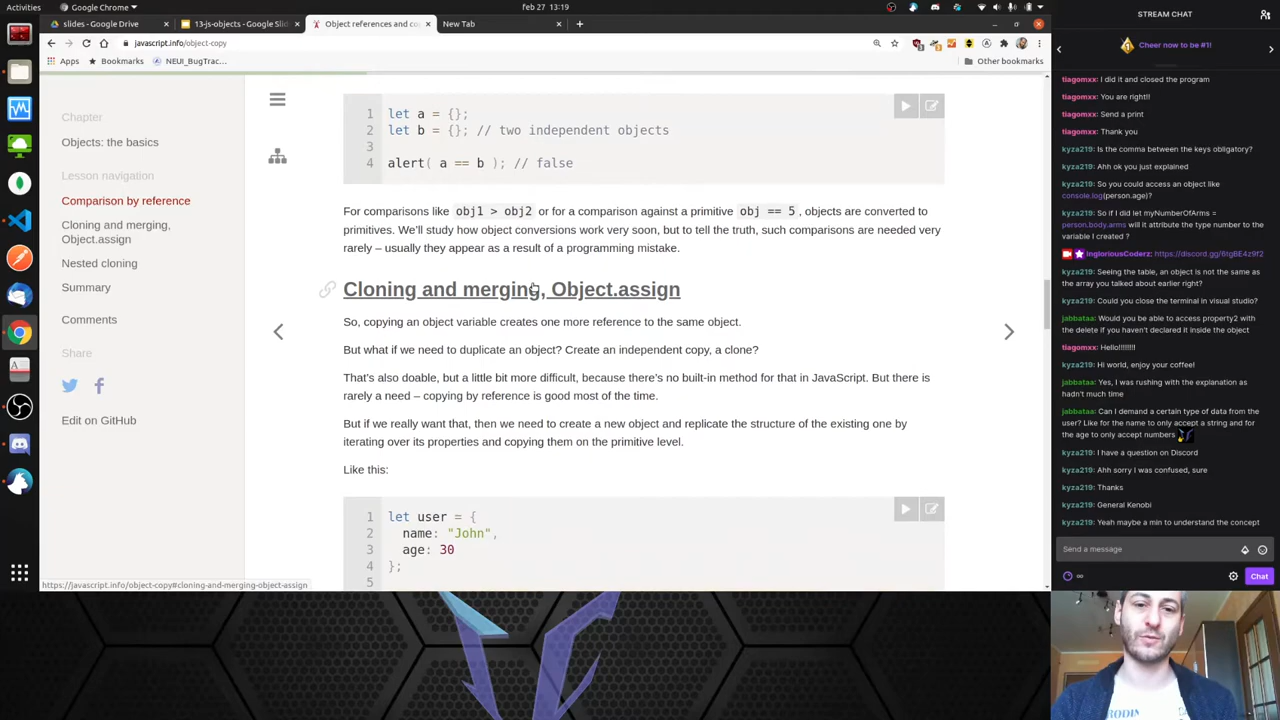 Activities
Google Chrome
Feb 27 13:19
slides - Google Drive
13-js-objects - Google Slid
Object references and co
New Tab
javascript.info/object-copy
Apps
Bookmarks
NEUI_BugTrac...
Other bookmarks
Chapter
Objects: the basics
Lesson navigation
Comparison by reference
Cloning and merging,
Object.assign
Nested cloning
Summary
Comments
Share
Edit on GitHub
1 let a = {};
2 let b = {}; // two independent objects
3
4 alert( a == b ); // false
For comparisons like obj1 > obj2 or for a comparison against a primitive obj == 5 , objects are converted to
primitives. We'll study how object conversions work very soon, but to tell the truth, such comparisons are needed very
rarely – usually they appear as a result of a programming mistake.
Cloning and merging, Object.assign
So, copying an object variable creates one more reference to the same object.
But what if we need to duplicate an object? Create an independent copy, a clone?
That's also doable, but a little bit more difficult, because there's no built-in method for that in JavaScript. But there is
rarely a need – copying by reference is good most of the time.
But if we really want that, then we need to create a new object and replicate the structure of the existing one by
iterating over its properties and copying them on the primitive level.
Like this:
1 let user = {
2 name: "John",
3 age: 30
4 };
5
https://javascript.info/object-copy#cloning-and-merging-object-assign
STREAM CHAT
Cheer now to be #1!
tiagomxx: I did it and closed the program
tiagomxx: You are right!!
tiagomxx: Send a print
tiagomxx: Thank you
kyza219: Is the comma between the keys obligatory?
kyza219: Ahh ok you just explained
kyza219: So you could access an object like
console.log(person.age)?
kyza219: So if I did let myNumberOfArms =
person.body.arms will it attribute the type number to the
variable I created ?
IngloriousCoderz: https://discord.gg/6tgBE4z9f2
kyza219: Seeing the table, an object is not the same as
the array you talked about earlier right?
kyza219: Could you close the terminal in visual studio?
jabbataa: Would you be able to access property2 with
the delete if you haven't declared it inside the object
tiagomxx: Hello!!!!!!!!
kyza219: Hi world, enjoy your coffee!
jabbataa: Yes, I was rushing with the explanation as
hadn't much time
jabbataa: Can I demand a certain type of data from the
user? Like for the name to only accept a string and for
the age to only accept numbers
kyza219: I have a question on Discord
kyza219: Ahh sorry I was confused, sure
kyza219: Thanks
kyza219: General Kenobi
kyza219: Yeah maybe a min to understand the concept
Send a message
Chat